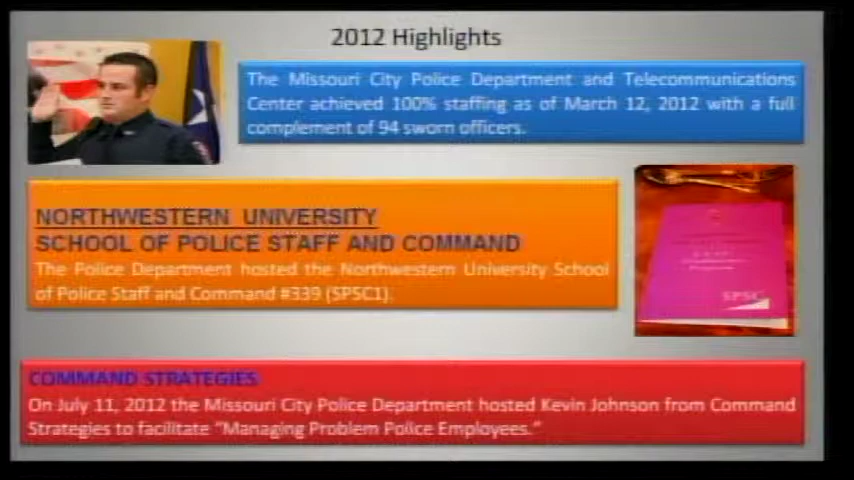 2012 Highlights
The Missouri City Police Department and Telecommunications
Center achieved 100% staffing as of March 12, 2012 with a full
complement of 94 sworn officers.
NORTHWESTERN UNIVERSITY
SCHOOL OF POLICE STAFF AND COMMAND
The Police Department hosted the Northwestern University School
of Police Staff and Command #339 (SPSC1).
SPSC
COMMAND STRATEGIES
On July 11, 2012 the Missouri City Police Department hosted Kevin Johnson from Command
Strategies to facilitate “Managing Problem Police Employees.”